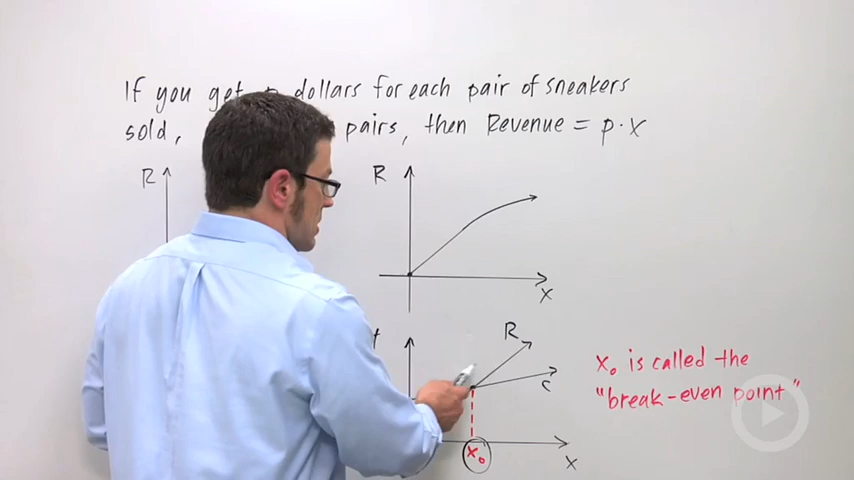 If you get dollars for each pair of sneakers
sold, pairs, then Revenue = p·x
R
R
x
R
C
x₀
x
x₀ is called the
"break-even point"